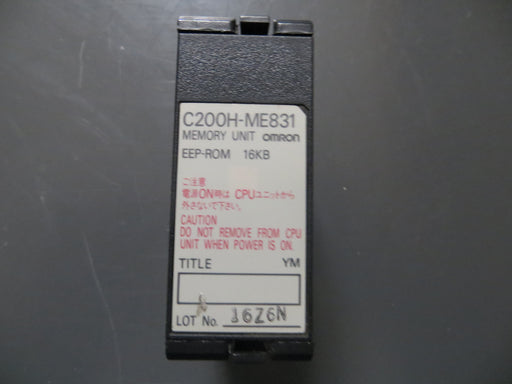 C200H-ME831
MEMORY UNIT OMRON
EEP-ROM 16KB
ご注意
電源ON時は CPUユニットから
外さないで下さい。
CAUTION
DO NOT REMOVE FROM CPU
UNIT WHEN POWER IS ON.
TITLE YM
LOT No. 16Z6N